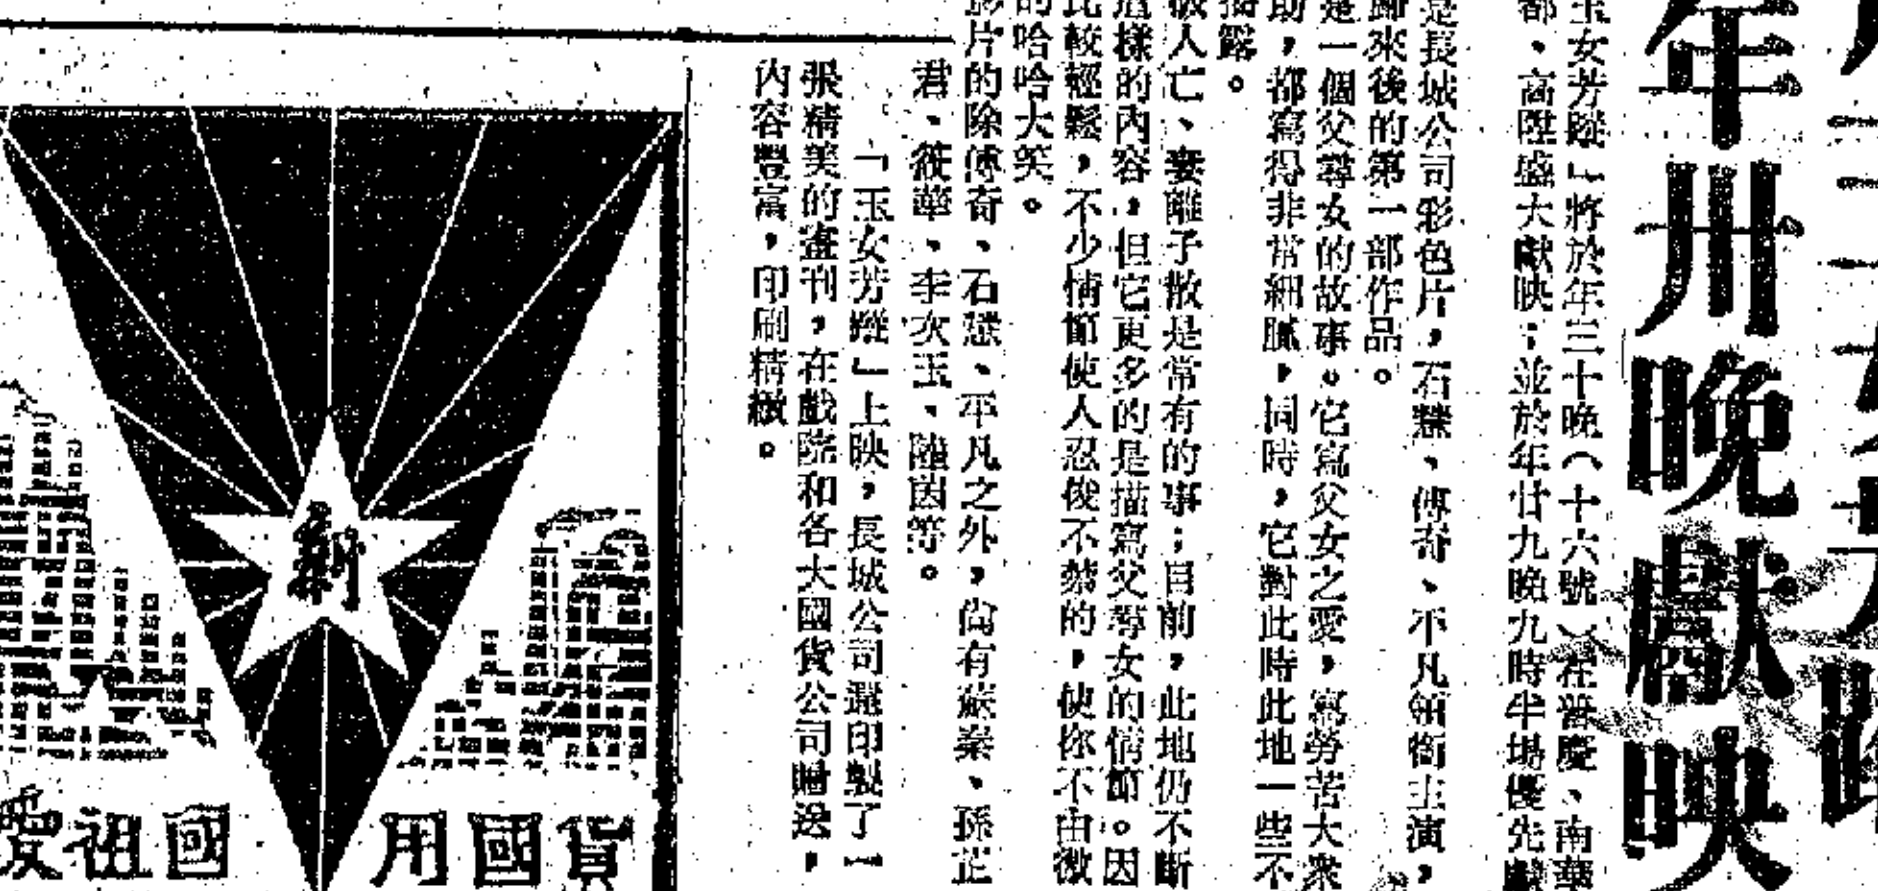 年卅晚獻映
玉女芳蹤」將於年三十晚(十六號)在普慶、南華
都、高陞盛大獻映;並於年廿九晚九時半場優先獻
是長城公司彩色片,石慧、傅奇、平凡領銜主演,
歸來後的第一部作品。
是一個父尋女的故事。它寫父女之愛,寫勞苦大衆
助,都寫得非常細膩,同時,它對此時此地一些不
描露。
敗人亡、妻離子散是常有的事;目前,此地仍不斷
這樣的內容,但它更多的是描寫父尋女的情節。因
比較輕鬆,不少情節使人忍俊不禁的,使你不由微
的哈哈大笑。
影片的除傅奇、石慧、平凡之外,尚有蘇秦、孫正
君、筱華、李次玉、陸茵等。
「玉女芳蹤」上映,長城公司還印製了一
張精美的畫刊,在戲院和各大國貨公司贈送,
內容豐富,印刷精緻。
新
愛祖國 用國貨